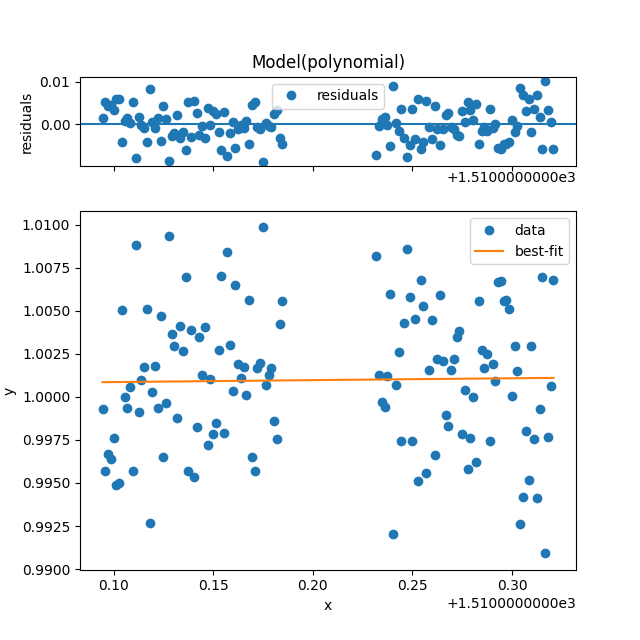 Model(polynomial)
0.01
0.00
residuals
residuals
+1.5100000000e3
1.0100
1.0075
1.0050
1.0025
1.0000
0.9975
0.9950
0.9925
0.9900
y
data
best-fit
0.10 0.15 0.20 0.25 0.30
x
+1.5100000000e3